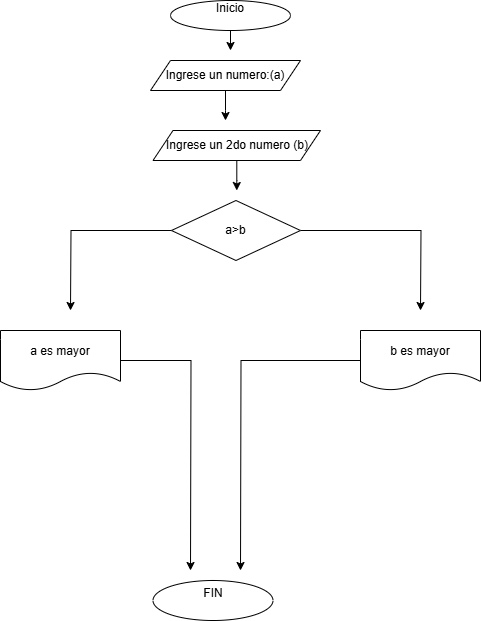 Inicio
Ingrese un numero:(a)
Ingrese un 2do numero (b)
a>b
a es mayor
b es mayor
FIN